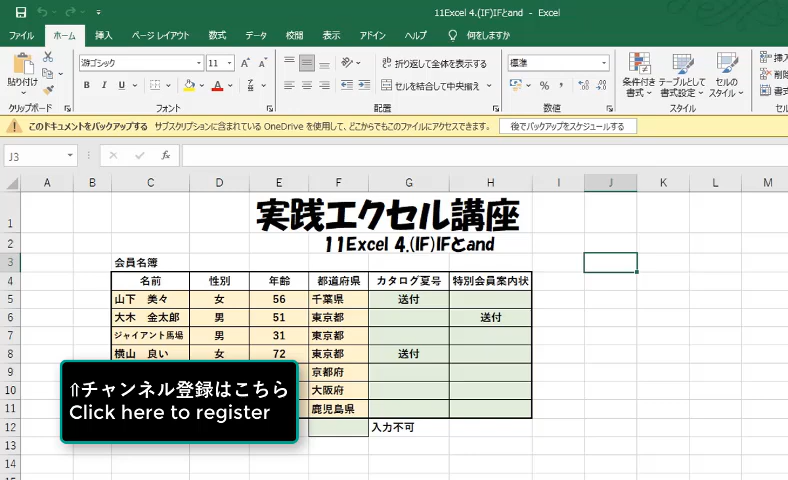 11Excel 4.(IF)IFとand - Excel
ファイル ホーム 挿入 ページ レイアウト 数式 データ 校閲 表示 アドイン ヘルプ 何をしますか
游ゴシック 11 A A 折り返して全体を表示する 標準 挿入
貼り付け B I U A セルを結合して中央揃え % 条件付き書式 テーブルとして書式設定 セルのスタイル 削除 書式
クリップボード フォント 配置 数値 スタイル セル
このドキュメントをバックアップする サブスクリプションに含まれている OneDrive を使用して、どこからでもこのファイルにアクセスできます。 後でバックアップをスケジュールする
J3 fx
A B C D E F G H I J K L M
1 実践エクセル講座
2 11Excel 4.(IF)IFとand
3 会員名簿
4 名前 性別 年齢 都道府県 カタログ夏号 特別会員案内状
5 山下 美々 女 56 千葉県 送付
6 大木 金太郎 男 51 東京都 送付
7 ジャイアント馬場 男 31 東京都
8 横山 良い 女 72 東京都 送付
9 京都府
10 大阪府
11 鹿児島県
12 入力不可
13
14
⇑チャンネル登録はこちら
Click here to register